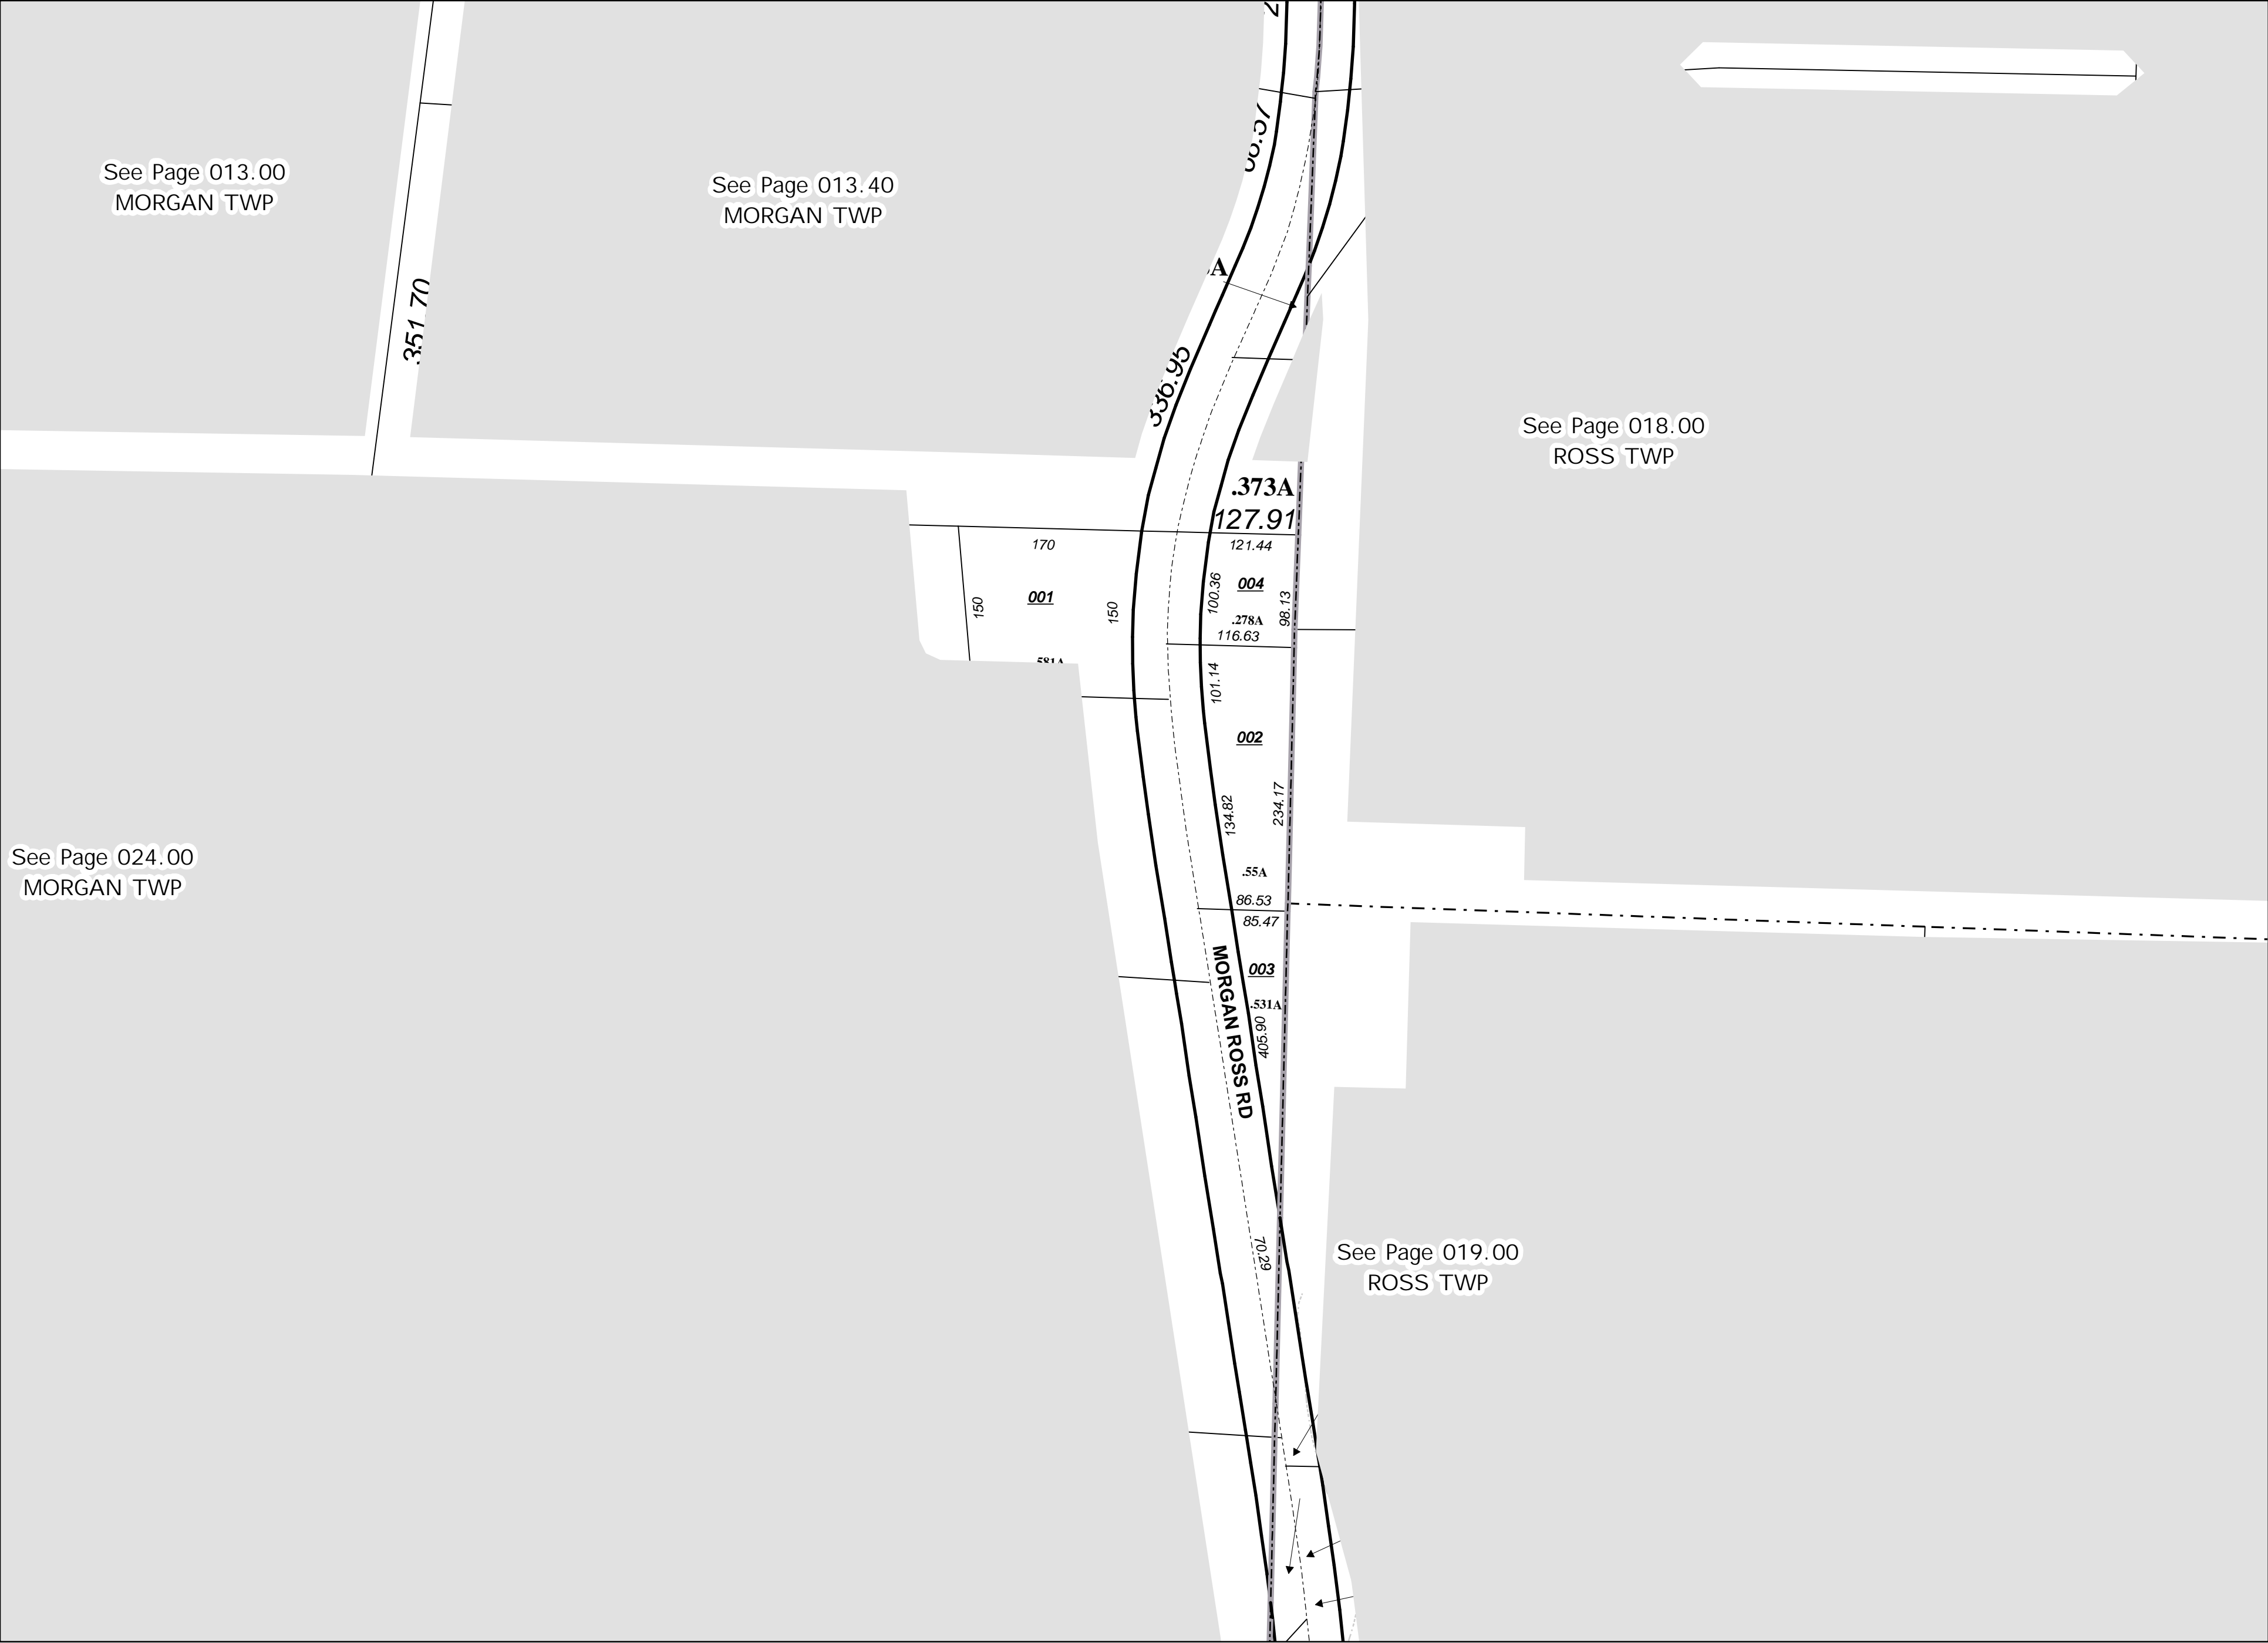 See Page 013.00
MORGAN TWP
See Page 013.40
MORGAN TWP
351.70
336.95
See Page 018.00
ROSS TWP
.373A
127.91
170
121.44
001
150
150
100.36
004
98.13
.278A
116.63
101.14
002
134.82
234.17
See Page 024.00
MORGAN TWP
.55A
86.53
85.47
003
.531A
405.90
MORGAN ROSS RD
70.29
See Page 019.00
ROSS TWP